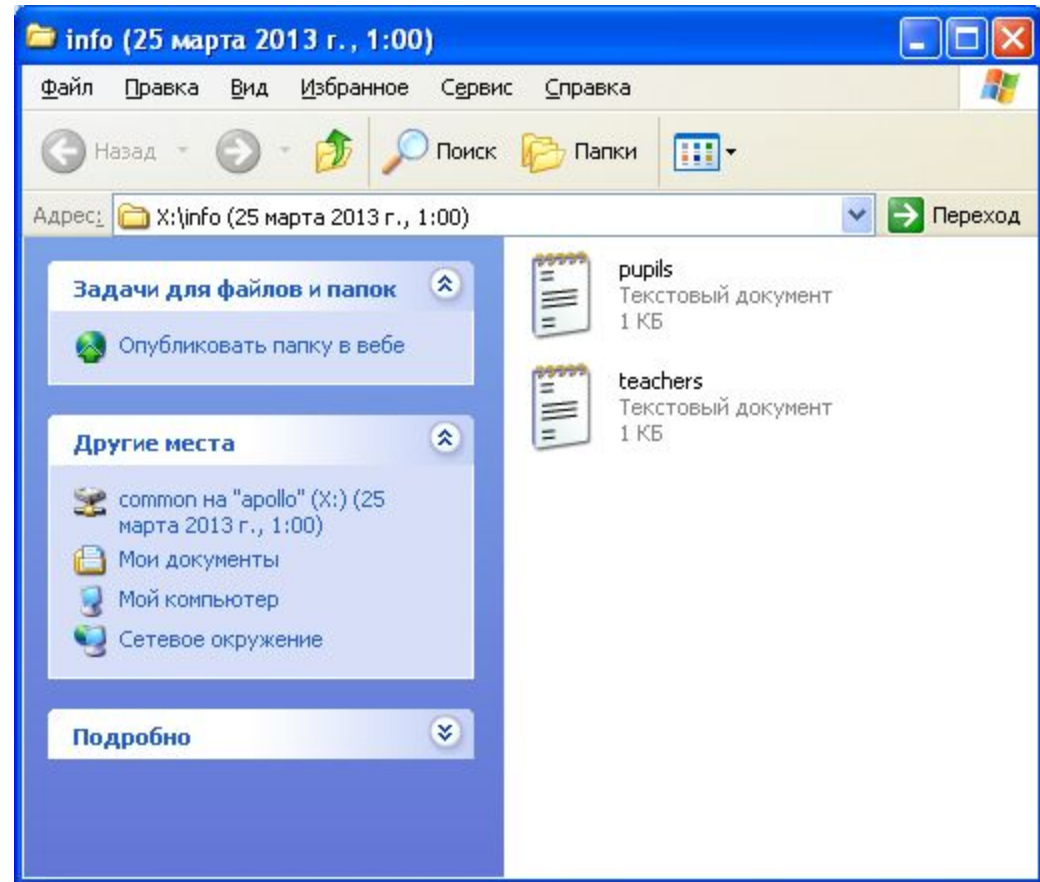 info (25 марта 2013 г., 1:00)
Файл Правка Вид Избранное Сервис Справка
Назад Поиск Папки
Адрес: X:\info (25 марта 2013 г., 1:00) Переход
Задачи для файлов и папок
Опубликовать папку в вебе
Другие места
common на "apollo" (X:) (25
марта 2013 г., 1:00)
Мои документы
Мой компьютер
Сетевое окружение
Подробно
pupils
Текстовый документ
1 КБ
teachers
Текстовый документ
1 КБ